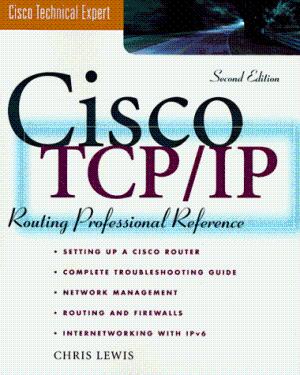 Cisco Technical Expert
Second Edition
Cisco
TCP/IP
Routing Professional Reference
• SETTING UP A CISCO ROUTER
• COMPLETE TROUBLESHOOTING GUIDE
• NETWORK MANAGEMENT
• ROUTING AND FIREWALLS
• INTERNETWORKING WITH IPv6
CHRIS LEWIS